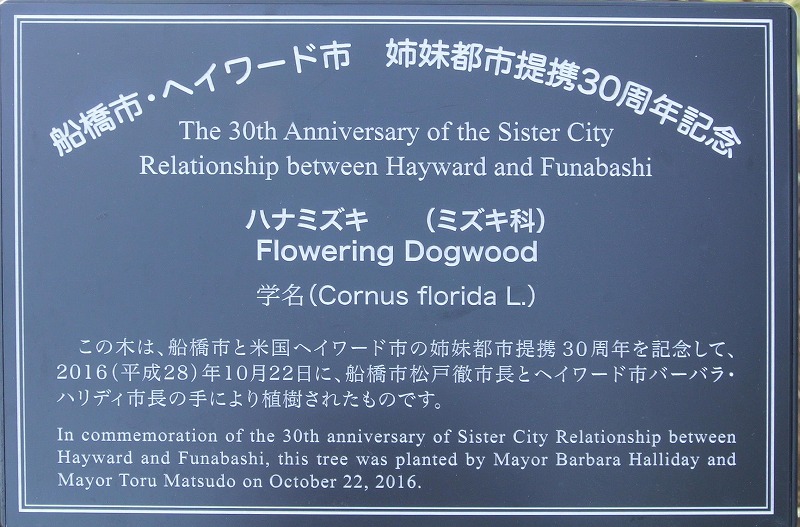 船橋市・ヘイワード市　姉妹都市提携30周年記念
The 30th Anniversary of the Sister City
Relationship between Hayward and Funabashi
ハナミズキ　　（ミズキ科）
Flowering Dogwood
学名（Cornus florida L.）
この木は、船橋市と米国ヘイワード市の姉妹都市提携30周年を記念して、
2016（平成28）年10月22日に、船橋市松戸徹市長とヘイワード市バーバラ・
ハリディ市長の手により植樹されたものです。
In commemoration of the 30th anniversary of Sister City Relationship between
Hayward and Funabashi, this tree was planted by Mayor Barbara Halliday and
Mayor Toru Matsudo on October 22, 2016.